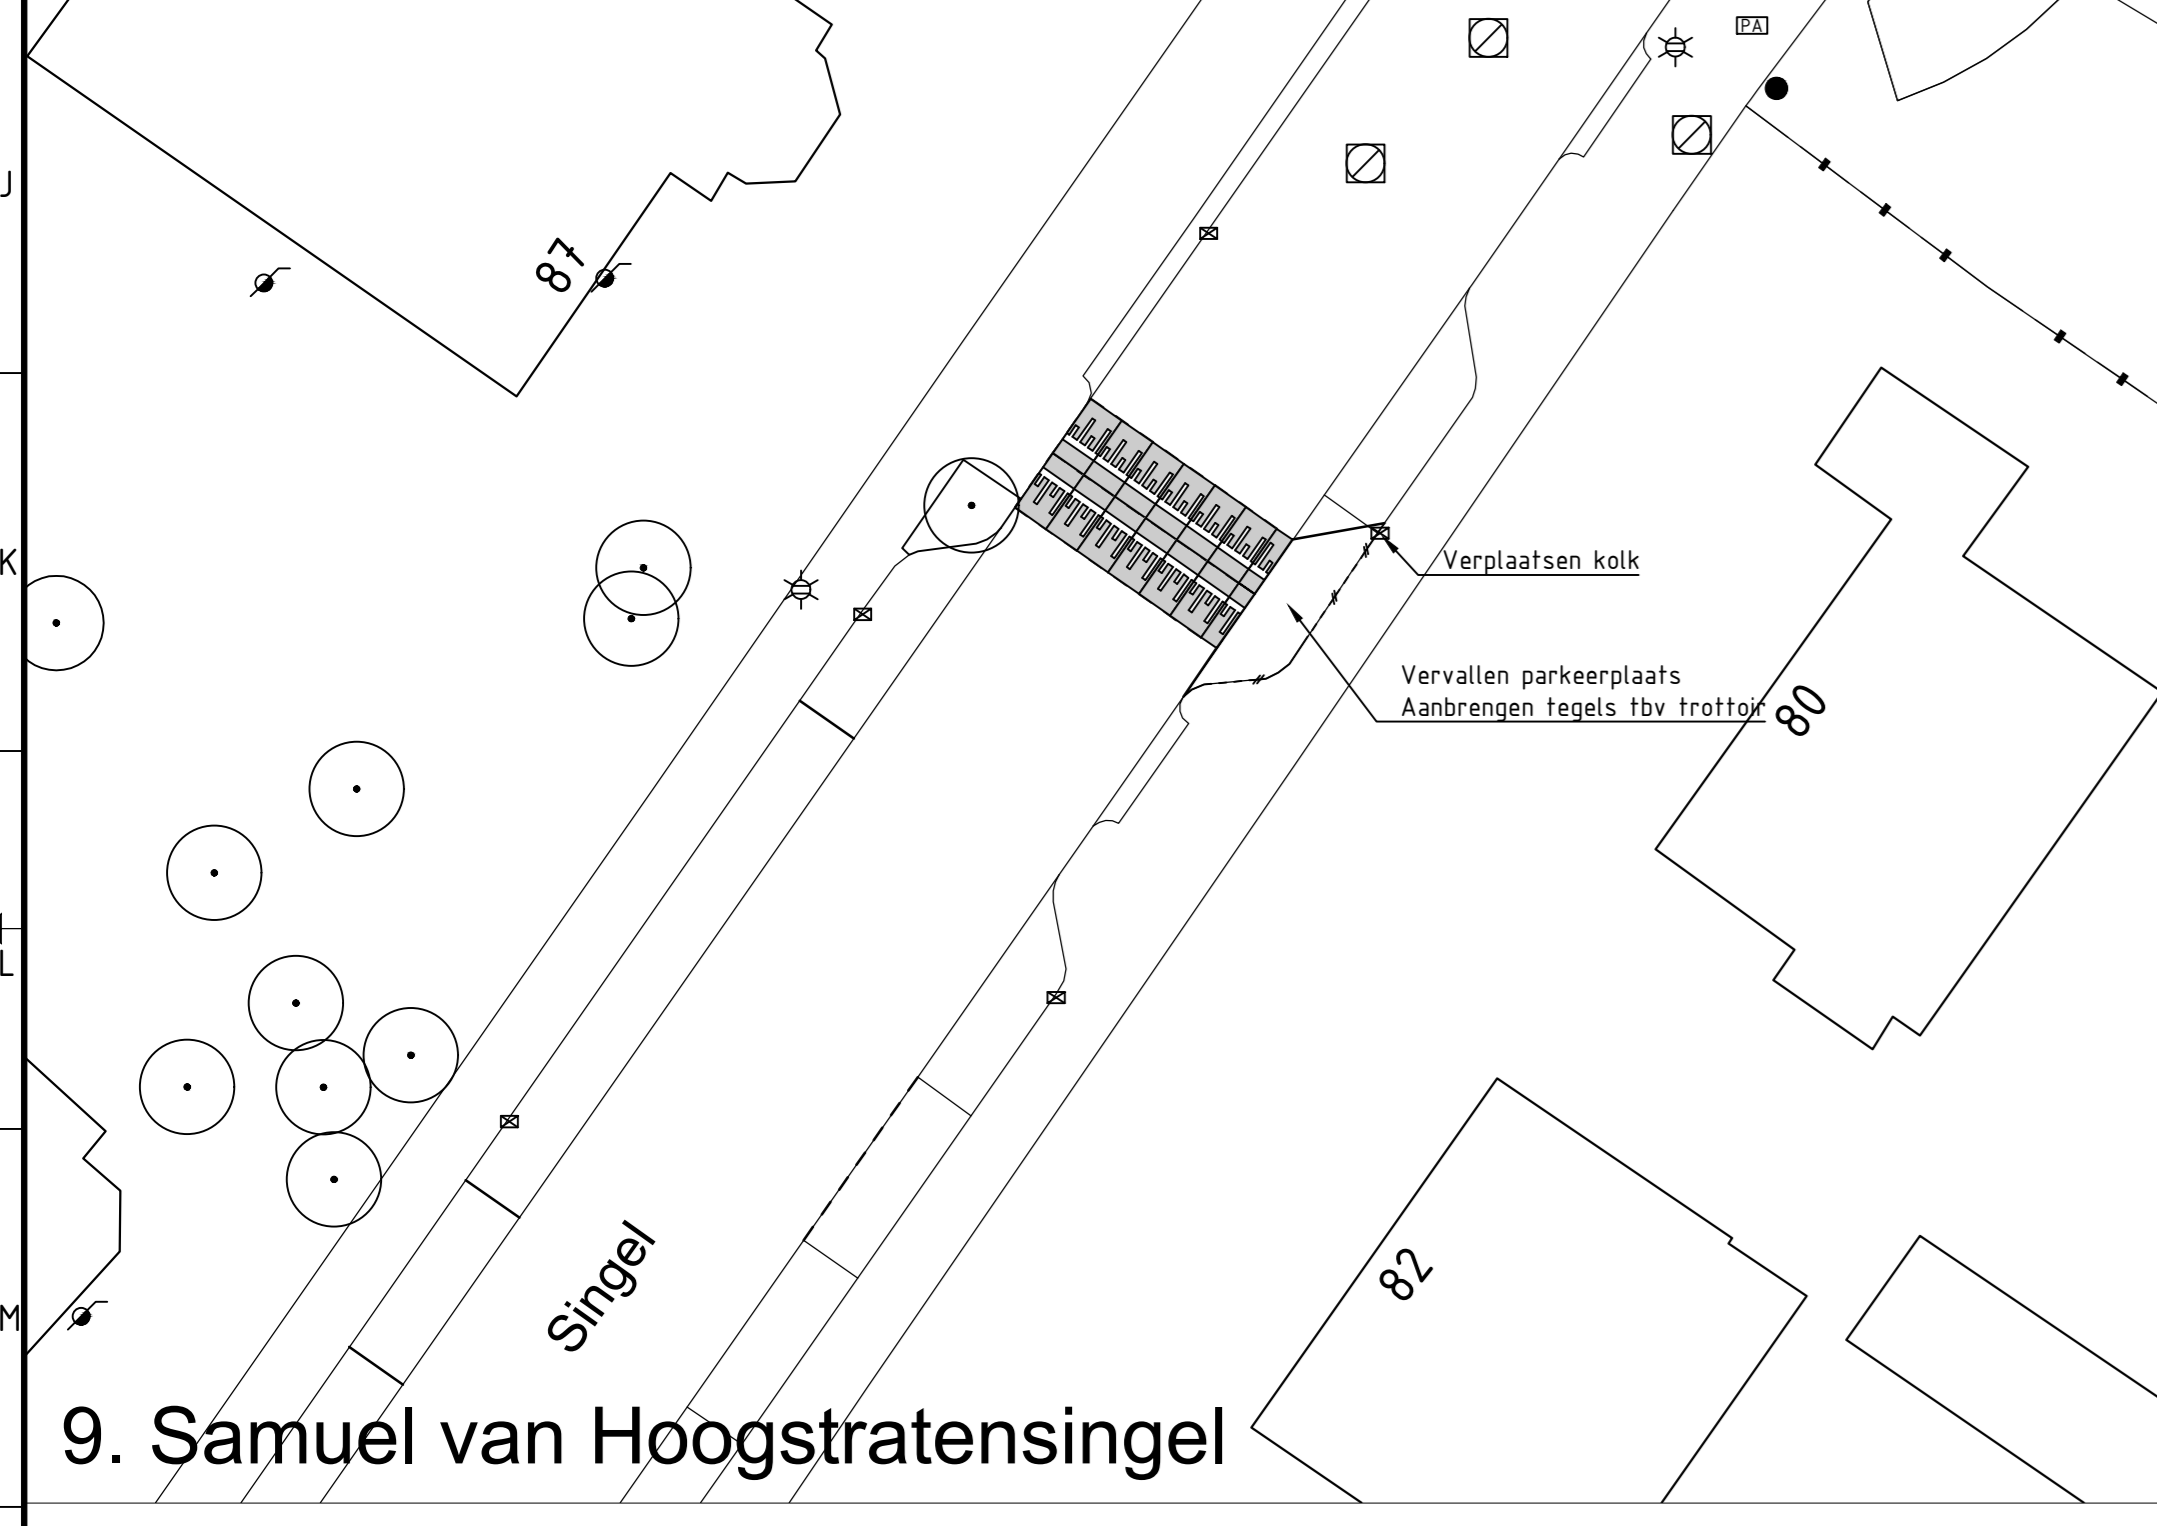 PA
J
87
K
Verplaatsen kolk
Vervallen parkeerplaats
Aanbrengen tegels tbv trottoir
80
L
Singel
82
M
9. Samuel van Hoogstratensingel